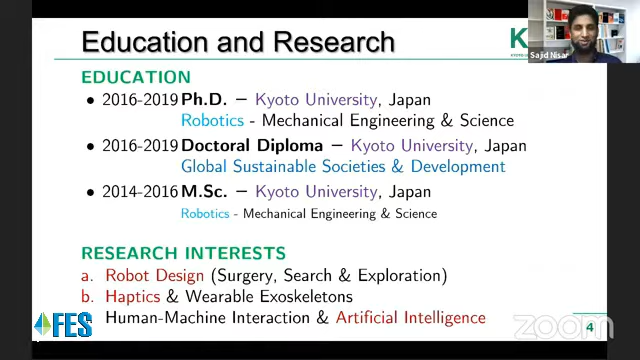 Education and Research
K
Sajid Nisar
EDUCATION
• 2016-2019 Ph.D. – Kyoto University, Japan
Robotics - Mechanical Engineering & Science
• 2016-2019 Doctoral Diploma – Kyoto University, Japan
Global Sustainable Societies & Development
• 2014-2016 M.Sc. – Kyoto University, Japan
Robotics - Mechanical Engineering & Science
RESEARCH INTERESTS
a. Robot Design (Surgery, Search & Exploration)
b. Haptics & Wearable Exoskeletons
Human-Machine Interaction & Artificial Intelligence
FES
zoom
4